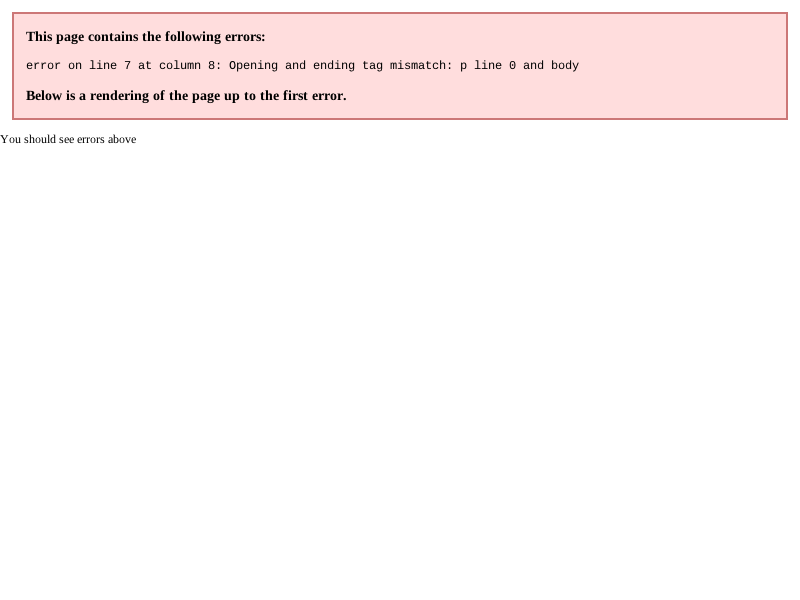 This page contains the following errors:
error on line 7 at column 8: Opening and ending tag mismatch: p line 0 and body
Below is a rendering of the page up to the first error.
You should see errors above